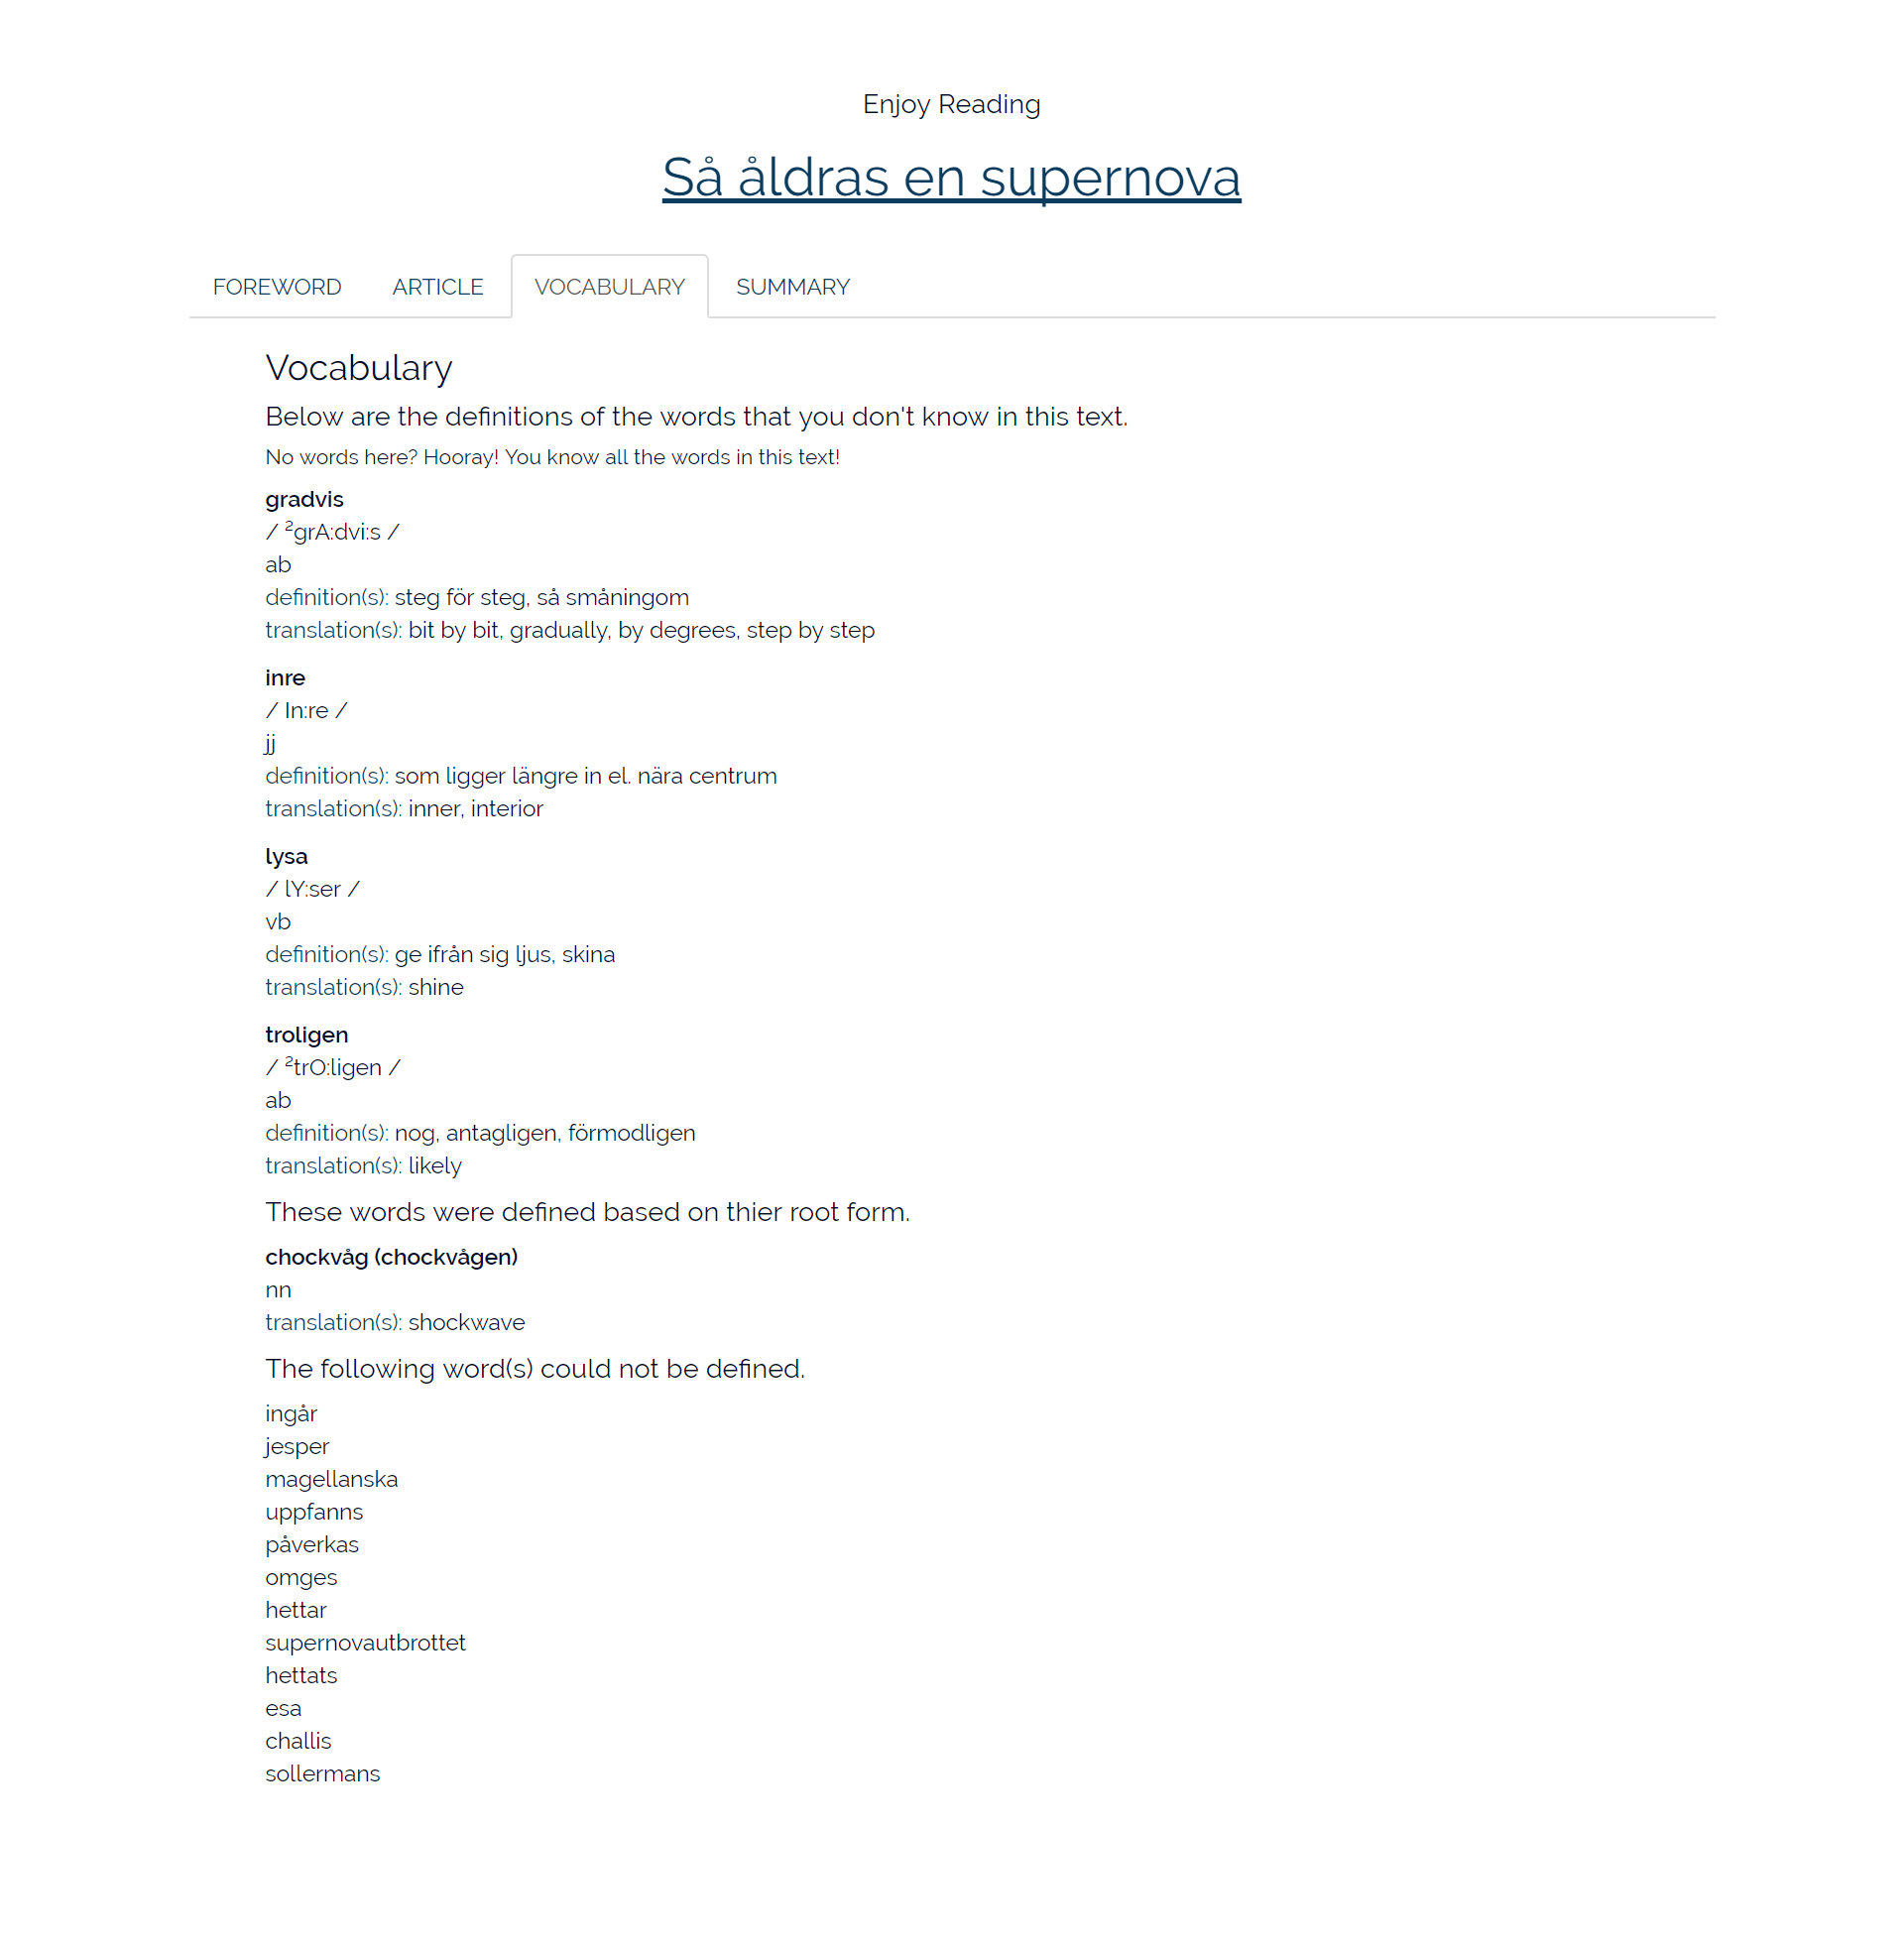 Enjoy Reading
Så åldras en supernova
FOREWORD ARTICLE VOCABULARY SUMMARY
Vocabulary
Below are the definitions of the words that you don't know in this text.
No words here? Hooray! You know all the words in this text!
gradvis
/ ²grA:dvi:s /
ab
definition(s): steg för steg, så småningom
translation(s): bit by bit, gradually, by degrees, step by step
inre
/ In:re /
jj
definition(s): som ligger längre in el. nära centrum
translation(s): inner, interior
lysa
/ lY:ser /
vb
definition(s): ge ifrån sig ljus, skina
translation(s): shine
troligen
/ ²trO:ligen /
ab
definition(s): nog, antagligen, förmodligen
translation(s): likely
These words were defined based on thier root form.
chockvåg (chockvågen)
nn
translation(s): shockwave
The following word(s) could not be defined.
ingår
jesper
magellanska
uppfanns
påverkas
omges
hettar
supernovautbrottet
hettats
esa
challis
sollermans